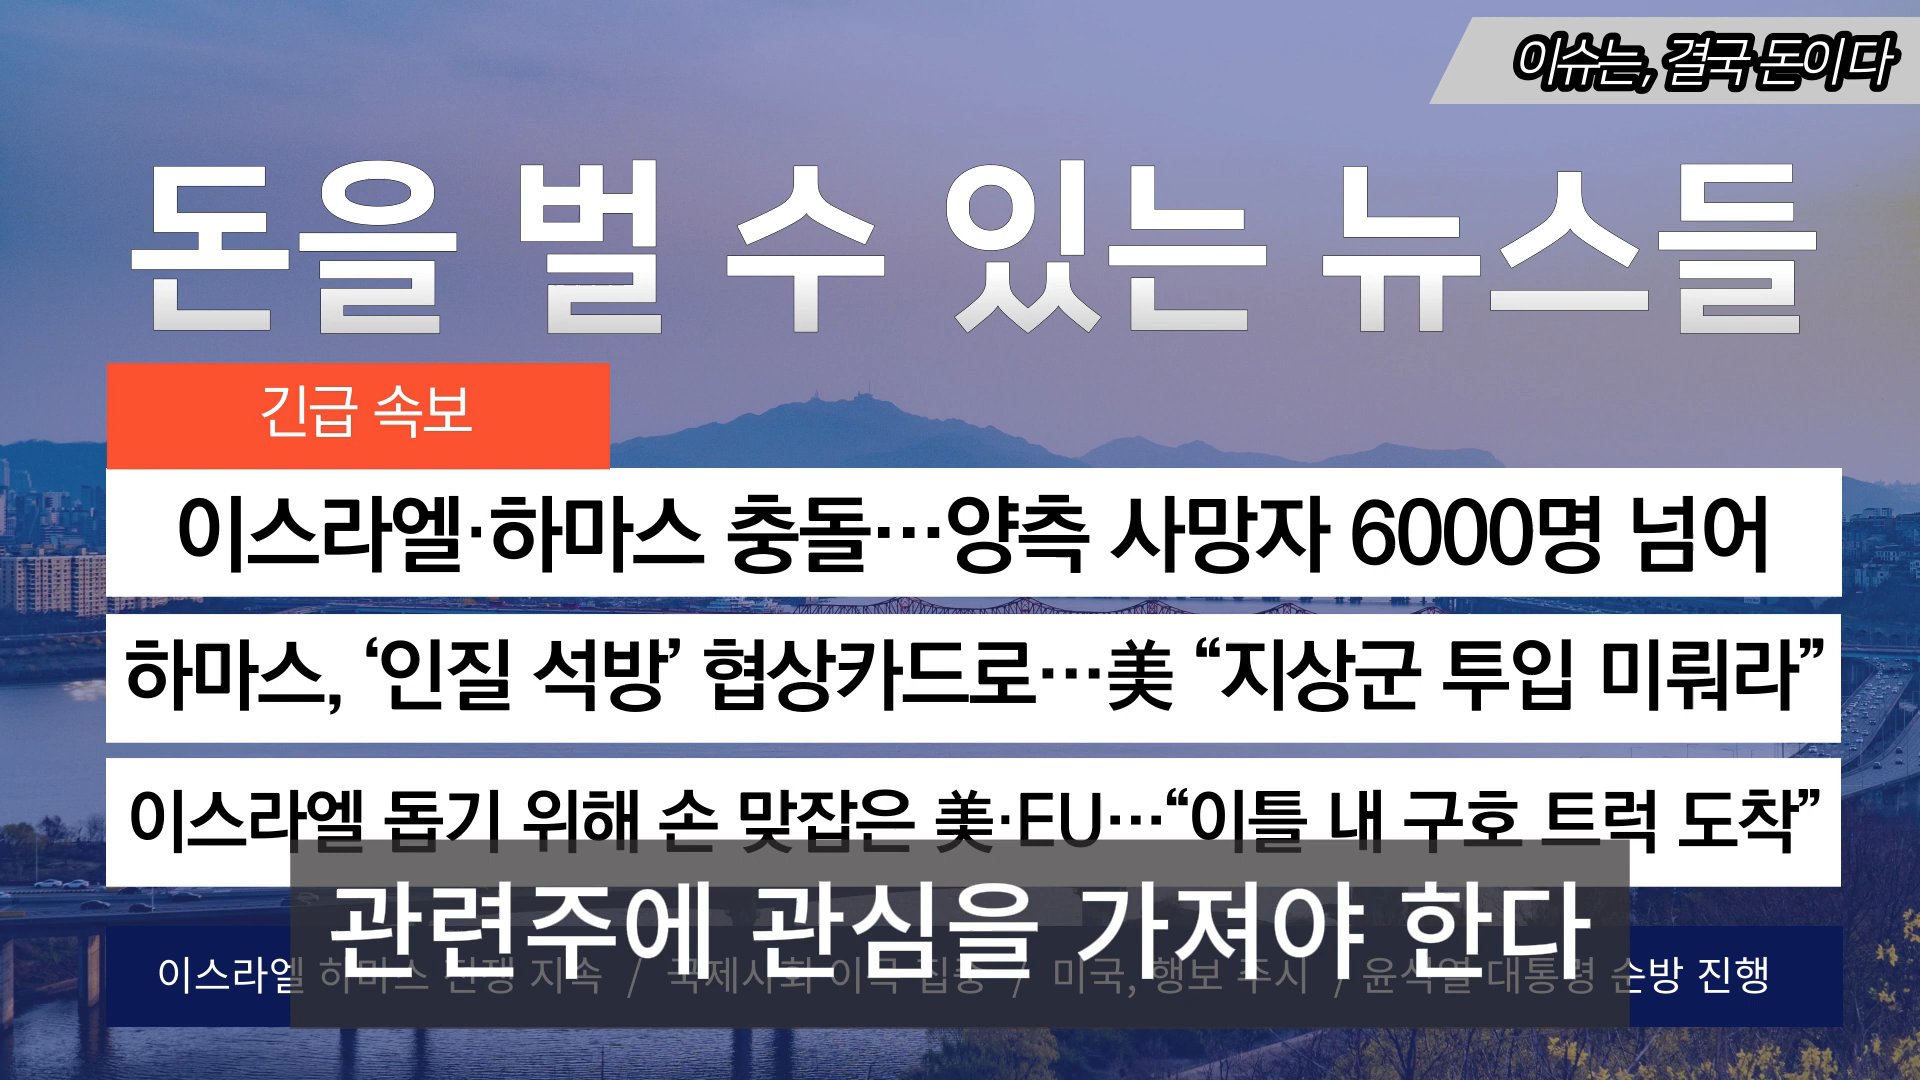 이슈는, 결국 돈이다
돈을 벌 수 있는 뉴스들
긴급 속보
이스라엘·하마스 충돌…양측 사망자 6000명 넘어
하마스, ‘인질 석방’ 협상카드로…美 “지상군 투입 미뤄라”
이스라엘 돕기 위해 손 맞잡은 美·EU…“이틀 내 구호 트럭 도착”
관련주에 관심을 가져야 한다
이스라엘 하마스 전쟁 지속 / 국제사회 이목 집중 / 미국, 행보 주시 / 윤석열 대통령 순방 진행